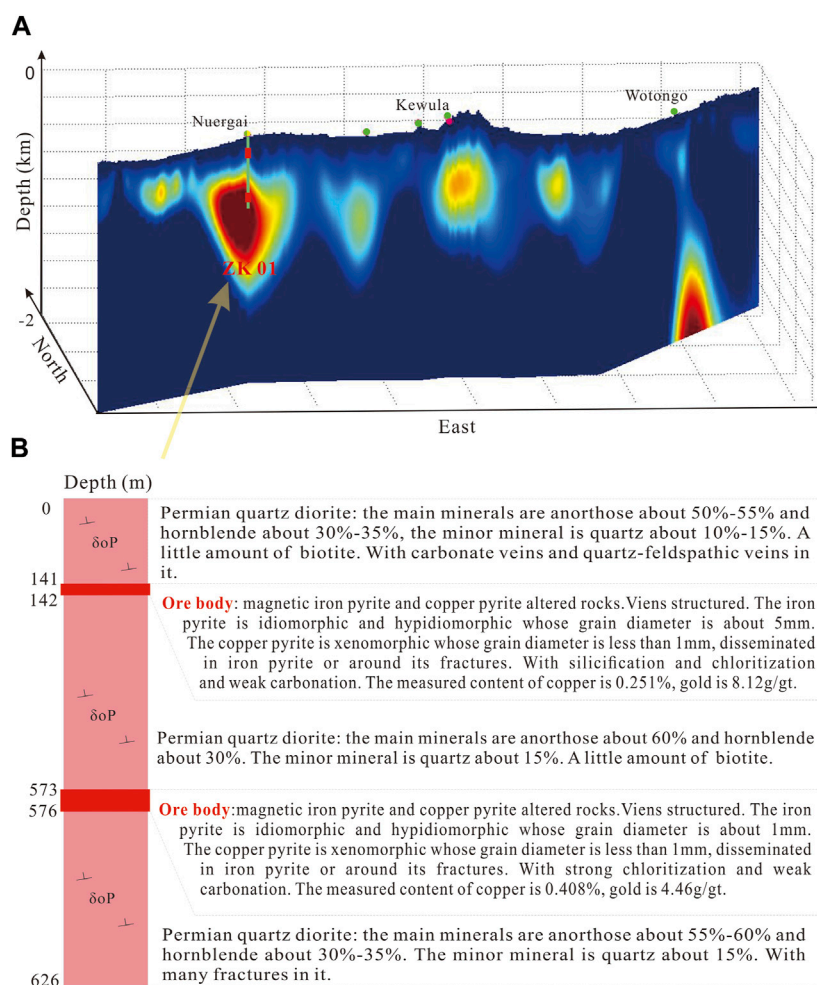 A
0
Nuergai
Kewula
Wotongo
Depth (km)
ZK 01
-2
North
East
B
Depth (m)
0
Permian quartz diorite: the main minerals are anorthose about 50%-55% and
hornblende about 30%-35%, the minor mineral is quartz about 10%-15%. A
little amount of biotite. With carbonate veins and quartz-feldspathic veins in
it.
δoP
141
142
Ore body: magnetic iron pyrite and copper pyrite altered rocks.Viens structured. The iron
pyrite is idiomorphic and hypidiomorphic whose grain diameter is about 5mm.
The copper pyrite is xenomorphic whose grain diameter is less than 1mm, disseminated
in iron pyrite or around its fractures. With silicification and chloritization
and weak carbonation. The measured content of copper is 0.251%, gold is 8.12g/gt.
δoP
Permian quartz diorite: the main minerals are anorthose about 60% and hornblende
about 30%. The minor mineral is quartz about 15%. A little amount of biotite.
573
576
Ore body:magnetic iron pyrite and copper pyrite altered rocks.Viens structured. The iron
pyrite is idiomorphic and hypidiomorphic whose grain diameter is about 1mm.
The copper pyrite is xenomorphic whose grain diameter is less than 1mm, disseminated
in iron pyrite or around its fractures. With strong chloritization and weak
carbonation. The measured content of copper is 0.408%, gold is 4.46g/gt.
δoP
Permian quartz diorite: the main minerals are anorthose about 55%-60% and
hornblende about 30%-35%. The minor mineral is quartz about 15%. With
many fractures in it.
626